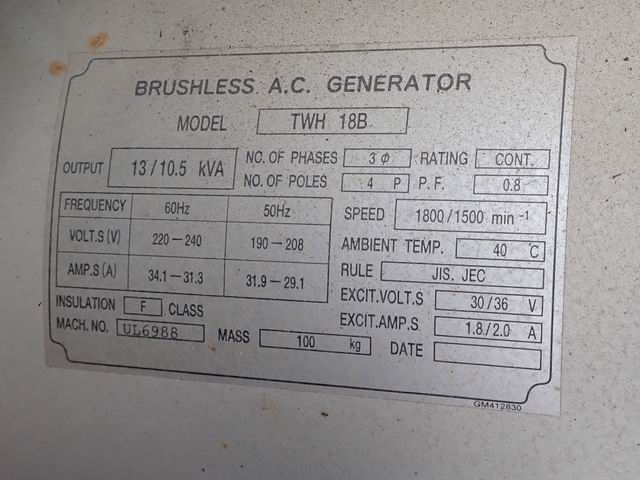 BRUSHLESS A.C. GENERATOR
MODEL TWH 18B
OUTPUT 13/10.5 kVA
NO. OF PHASES 3Φ RATING CONT.
NO. OF POLES 4 P P.F. 0.8
FREQUENCY 60Hz 50Hz
VOLT.S (V) 220-240 190-208
AMP.S (A) 34.1-31.3 31.9-29.1
SPEED 1800/1500 min⁻¹
AMBIENT TEMP. 40 C
RULE JIS. JEC
EXCIT.VOLT.S 30/36 V
EXCIT.AMP.S 1.8/2.0 A
INSULATION F CLASS
MACH. NO. UL6988 MASS 100 kg DATE
GM412830